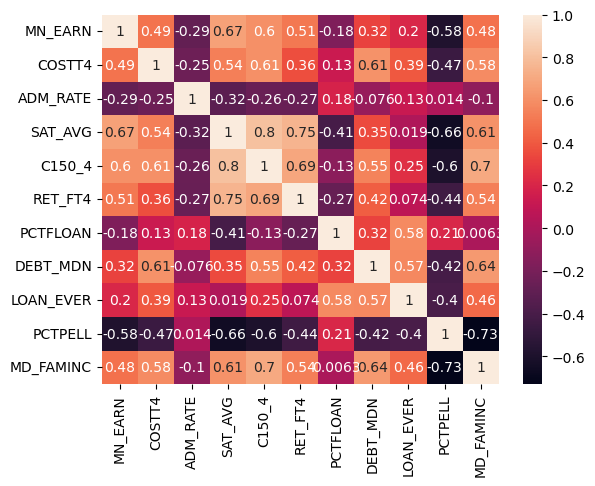 MN_EARN 1 0.49 -0.29 0.67 0.6 0.51 -0.18 0.32 0.2 -0.58 0.48
COSTT4 0.49 1 -0.25 0.54 0.61 0.36 0.13 0.61 0.39 -0.47 0.58
ADM_RATE -0.29 -0.25 1 -0.32 -0.26 -0.27 0.18 -0.076 0.13 0.014 -0.1
SAT_AVG 0.67 0.54 -0.32 1 0.8 0.75 -0.41 0.35 0.019 -0.66 0.61
C150_4 0.6 0.61 -0.26 0.8 1 0.69 -0.13 0.55 0.25 -0.6 0.7
RET_FT4 0.51 0.36 -0.27 0.75 0.69 1 -0.27 0.42 0.074 -0.44 0.54
PCTFLOAN -0.18 0.13 0.18 -0.41 -0.13 -0.27 1 0.32 0.58 0.21 0.0063
DEBT_MDN 0.32 0.61 -0.076 0.35 0.55 0.42 0.32 1 0.57 -0.42 0.64
LOAN_EVER 0.2 0.39 0.13 0.019 0.25 0.074 0.58 0.57 1 -0.4 0.46
PCTPELL -0.58 -0.47 0.014 -0.66 -0.6 -0.44 0.21 -0.42 -0.4 1 -0.73
MD_FAMINC 0.48 0.58 -0.1 0.61 0.7 0.54 0.0063 0.64 0.46 -0.73 1
MN_EARN
COSTT4
ADM_RATE
SAT_AVG
C150_4
RET_FT4
PCTFLOAN
DEBT_MDN
LOAN_EVER
PCTPELL
MD_FAMINC
1.0
0.8
0.6
0.4
0.2
0.0
−0.2
−0.4
−0.6